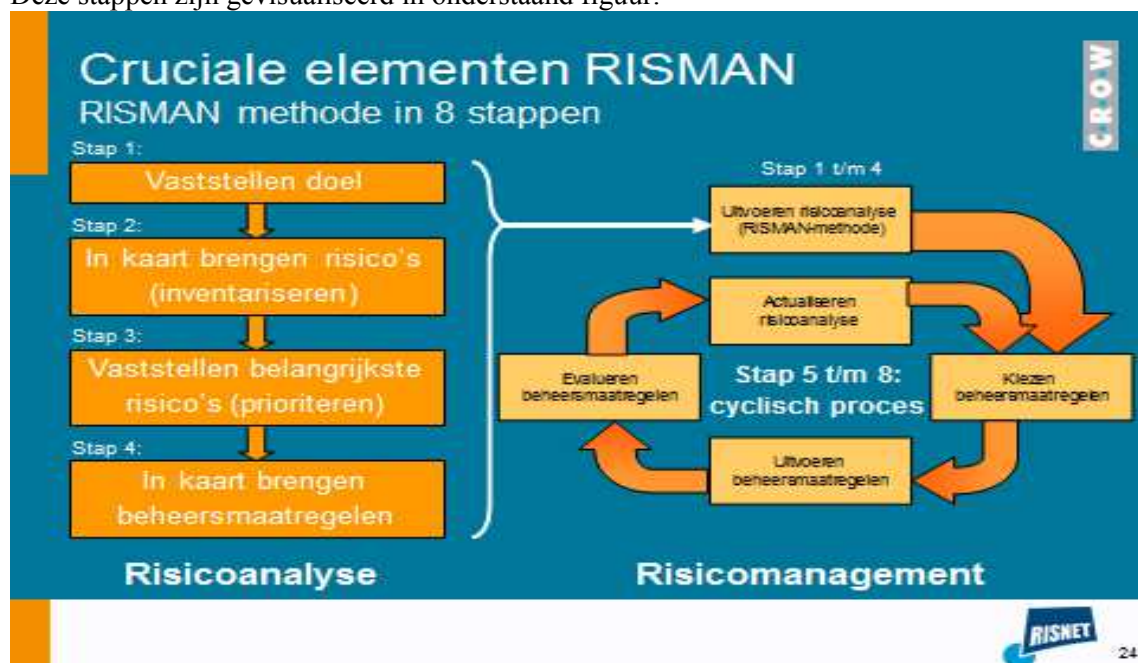 Deze stappen zijn gevisualiseerd in onderstaand figuur:
Cruciale elementen RISMAN
RISMAN methode in 8 stappen
C·R·O·W
Stap 1:
Vaststellen doel
Stap 2:
In kaart brengen risico's
(inventariseren)
Stap 3:
Vaststellen belangrijkste
risico's (prioriteren)
Stap 4:
In kaart brengen
beheersmaatregelen
Risicoanalyse
Stap 1 t/m 4
Uitvoeren risicoanalyse
(RISMAN-methode)
Actualiseren
risicoanalyse
Evalueren
beheersmaatregelen
Stap 5 t/m 8:
cyclisch proces
Kiezen
beheersmaatregelen
Uitvoeren
beheersmaatregelen
Risicomanagement
RISNET
24